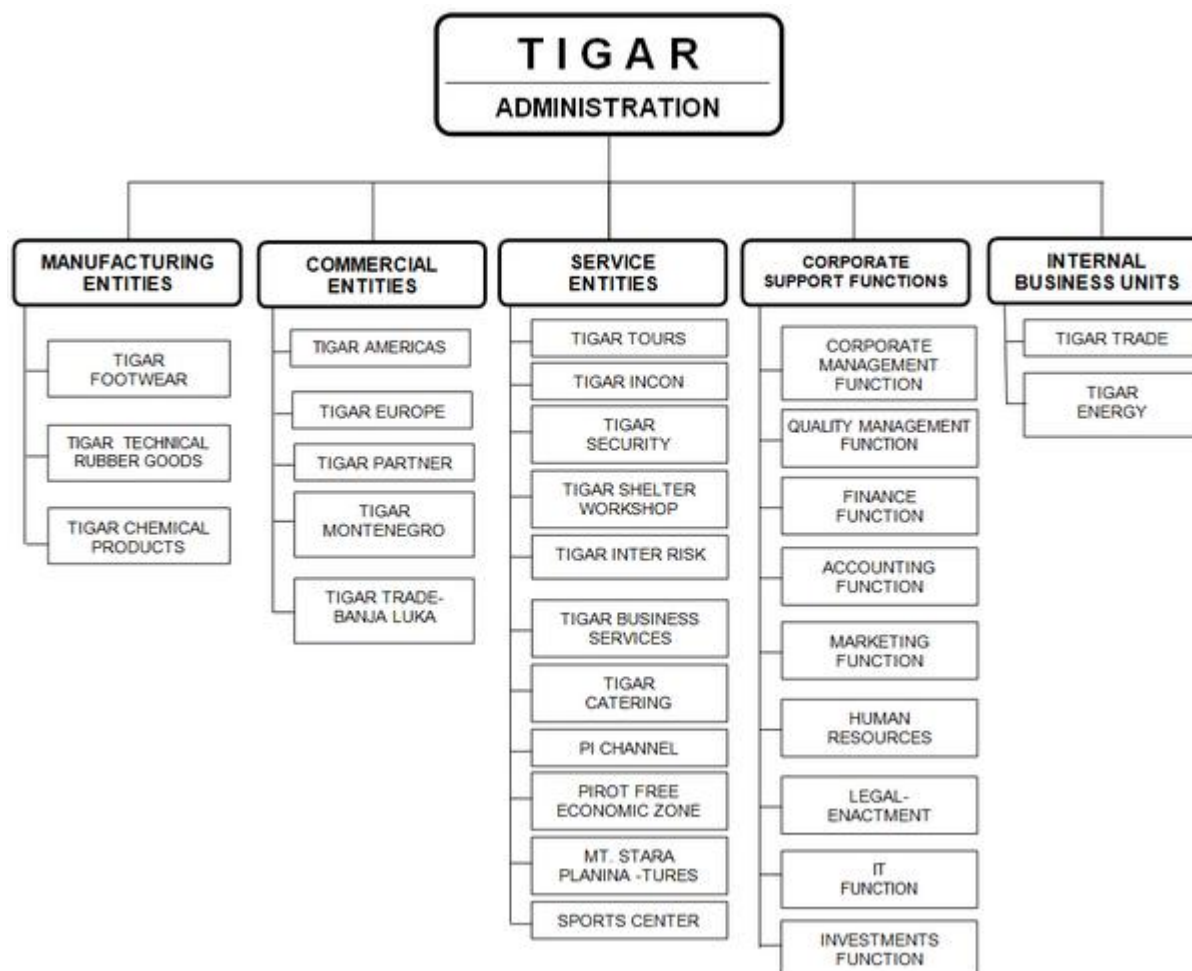 T I G A R
ADMINISTRATION
MANUFACTURING
ENTITIES
TIGAR
FOOTWEAR
TIGAR TECHNICAL
RUBBER GOODS
TIGAR CHEMICAL
PRODUCTS
COMMERCIAL
ENTITIES
TIGAR AMERICAS
TIGAR EUROPE
TIGAR PARTNER
TIGAR
MONTENEGRO
TIGAR TRADE-
BANJA LUKA
SERVICE
ENTITIES
TIGAR TOURS
TIGAR INCON
TIGAR
SECURITY
TIGAR SHELTER
WORKSHOP
TIGAR INTER RISK
TIGAR BUSINESS
SERVICES
TIGAR
CATERING
PI CHANNEL
PIROT FREE
ECONOMIC ZONE
MT. STARA
PLANINA -TURES
SPORTS CENTER
CORPORATE
SUPPORT FUNCTIONS
CORPORATE
MANAGEMENT
FUNCTION
QUALITY MANAGEMENT
FUNCTION
FINANCE
FUNCTION
ACCOUNTING
FUNCTION
MARKETING
FUNCTION
HUMAN
RESOURCES
LEGAL-
ENACTMENT
IT
FUNCTION
INVESTMENTS
FUNCTION
INTERNAL
BUSINESS UNITS
TIGAR TRADE
TIGAR
ENERGY